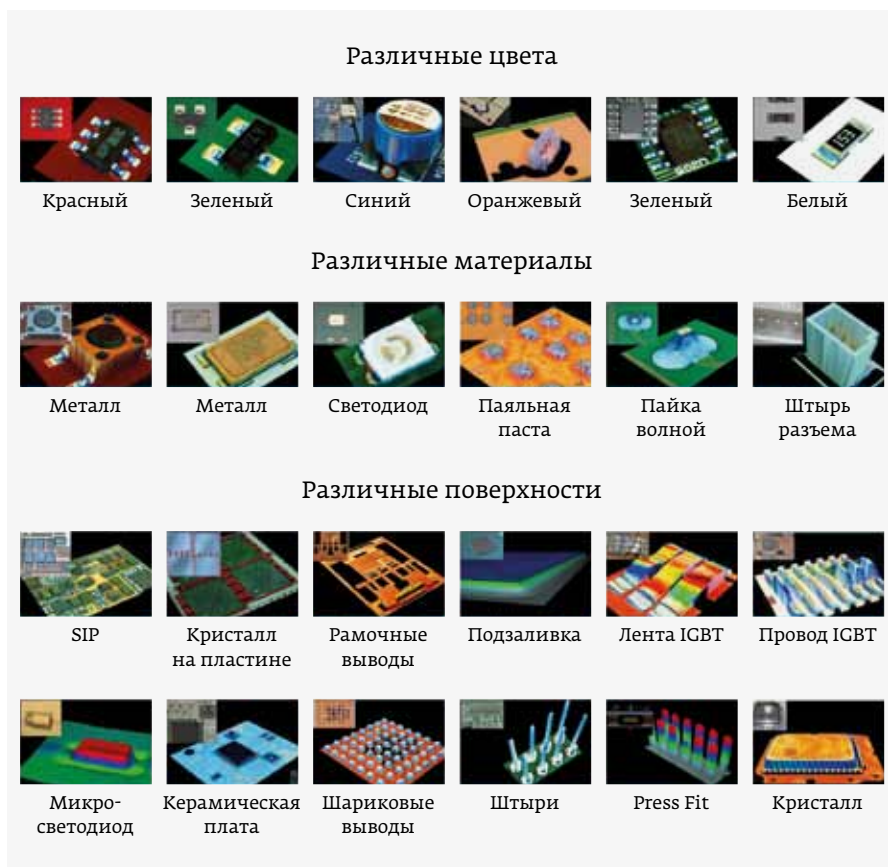 Различные цвета
Красный
Зеленый
Синий
Оранжевый
Зеленый
Белый
Различные материалы
Металл
Металл
Светодиод
Паяльная
паста
Пайка
волной
Штырь
разъема
Различные поверхности
SIP
Кристалл
на пластине
Рамочные
выводы
Подзаливка
Лента IGBT
Провод IGBT
Микро-
светодиод
Керамическая
плата
Шариковые
выводы
Штыри
Press Fit
Кристалл